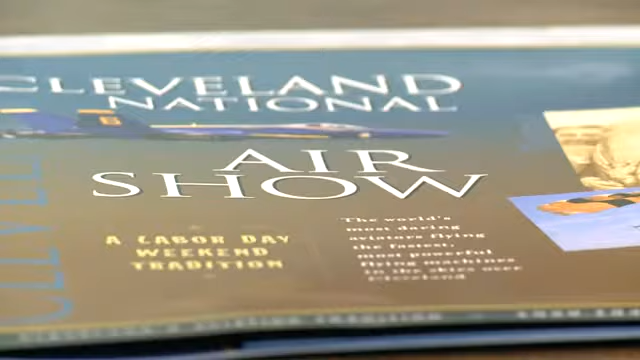 CLEVELAND
NATIONAL
AIR
SHOW
A LABOR DAY
WEEKEND
TRADITION
The world's
most daring
aviators flying
the fastest,
most powerful
flying machines
in the skies over
Cleveland